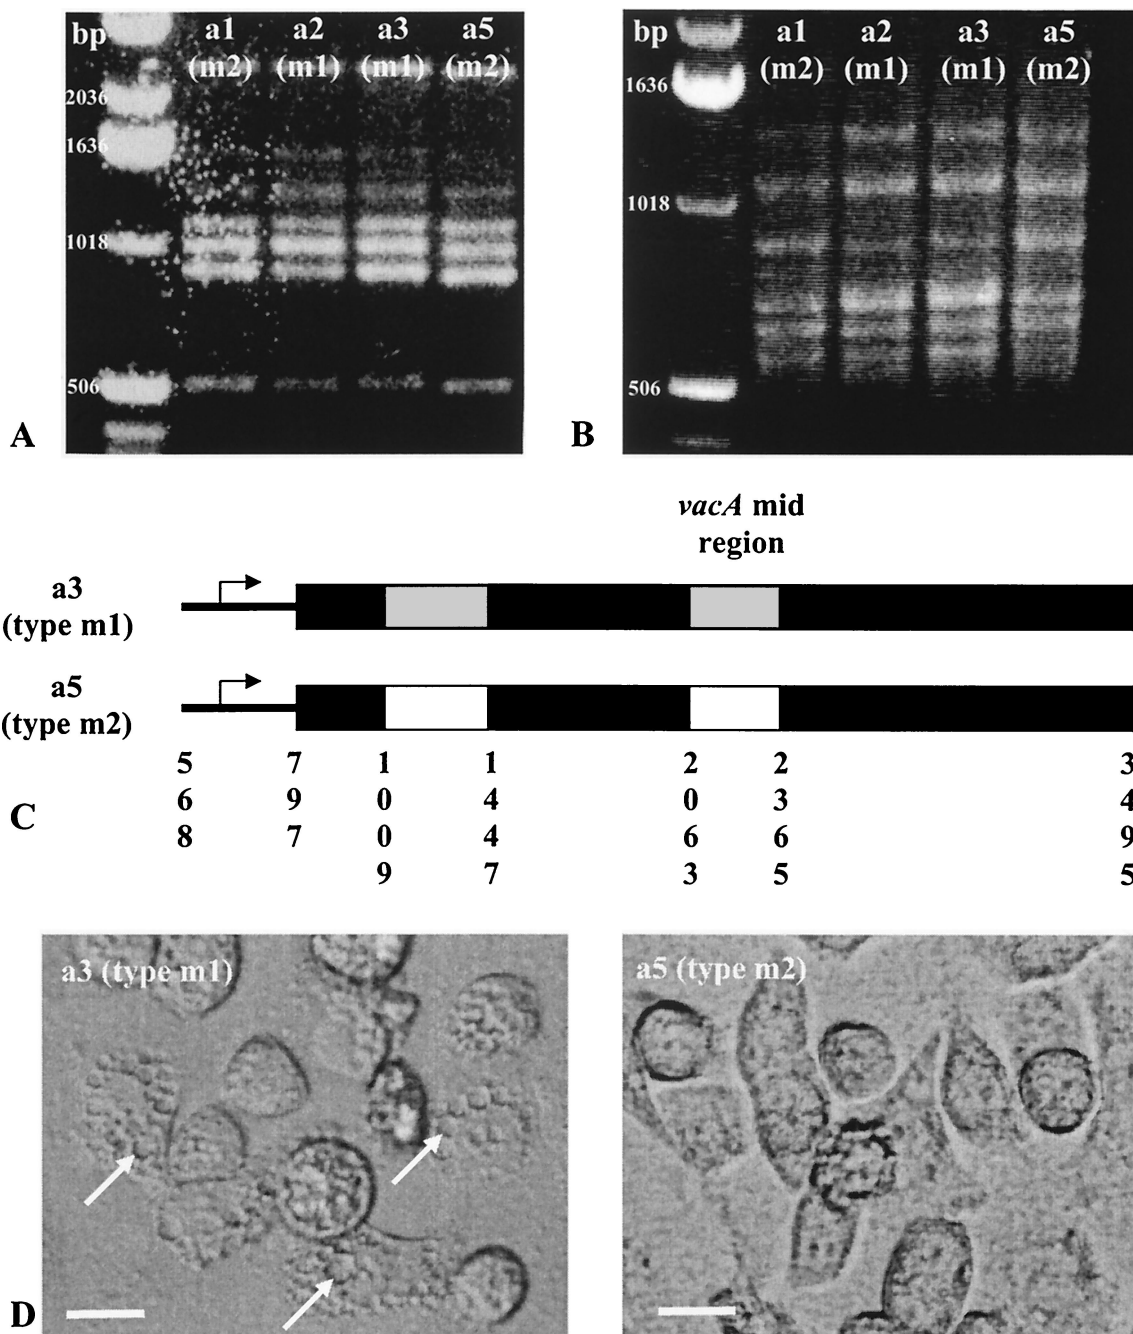 bp a1 a2 a3 a5
(m2) (m1) (m1) (m2)
2036
1636
1018
506
A
bp a1 a2 a3 a5
(m2) (m1) (m1) (m2)
1636
1018
506
B
vacA mid
region
a3
(type m1)
a5
(type m2)
5 7 1 1 2 2 3
6 9 0 4 0 3 4
8 7 0 4 6 6 9
9 7 3 5 5
C
a3 (type m1)
a5 (type m2)
D